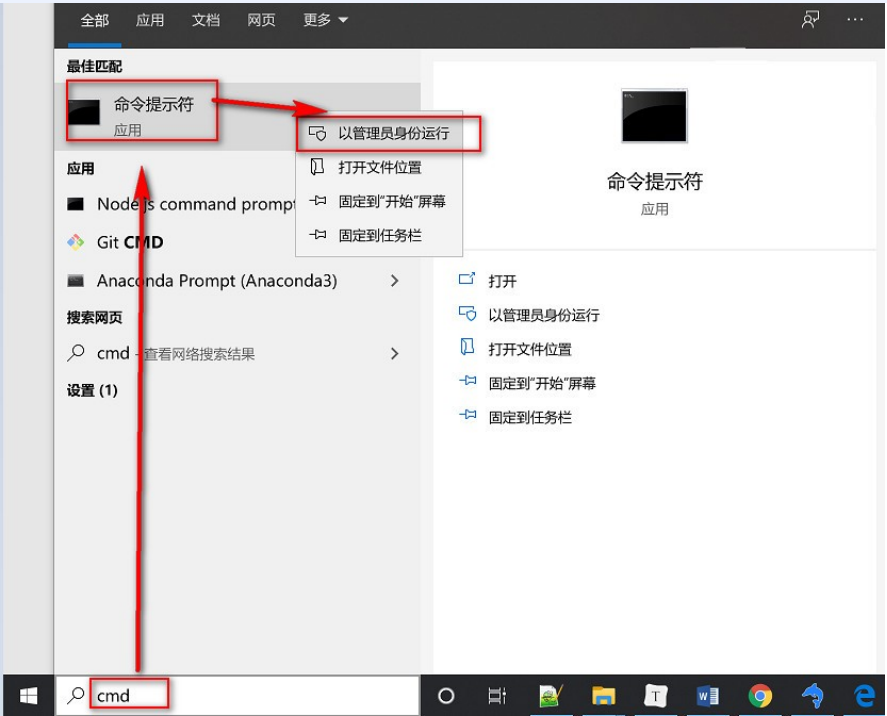 全部 应用 文档 网页 更多
最佳匹配
命令提示符
应用
以管理员身份运行
打开文件位置
固定到"开始"屏幕
固定到任务栏
应用
Node.js command prompt
Git CMD
Anaconda Prompt (Anaconda3)
搜索网页
cmd - 查看网络搜索结果
设置 (1)
命令提示符
应用
打开
以管理员身份运行
打开文件位置
固定到"开始"屏幕
固定到任务栏
cmd
T
W